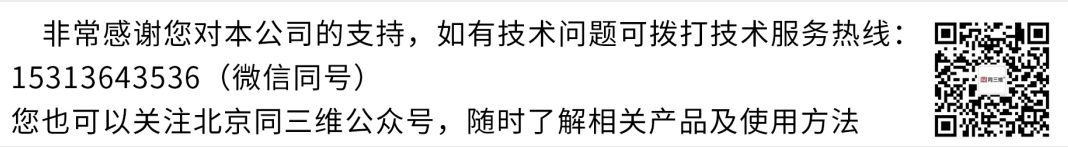 非常感谢您对本公司的支持，如有技术问题可拨打技术服务热线：
15313643536（微信同号）
您也可以关注北京同三维公众号，随时了解相关产品及使用方法
同三维